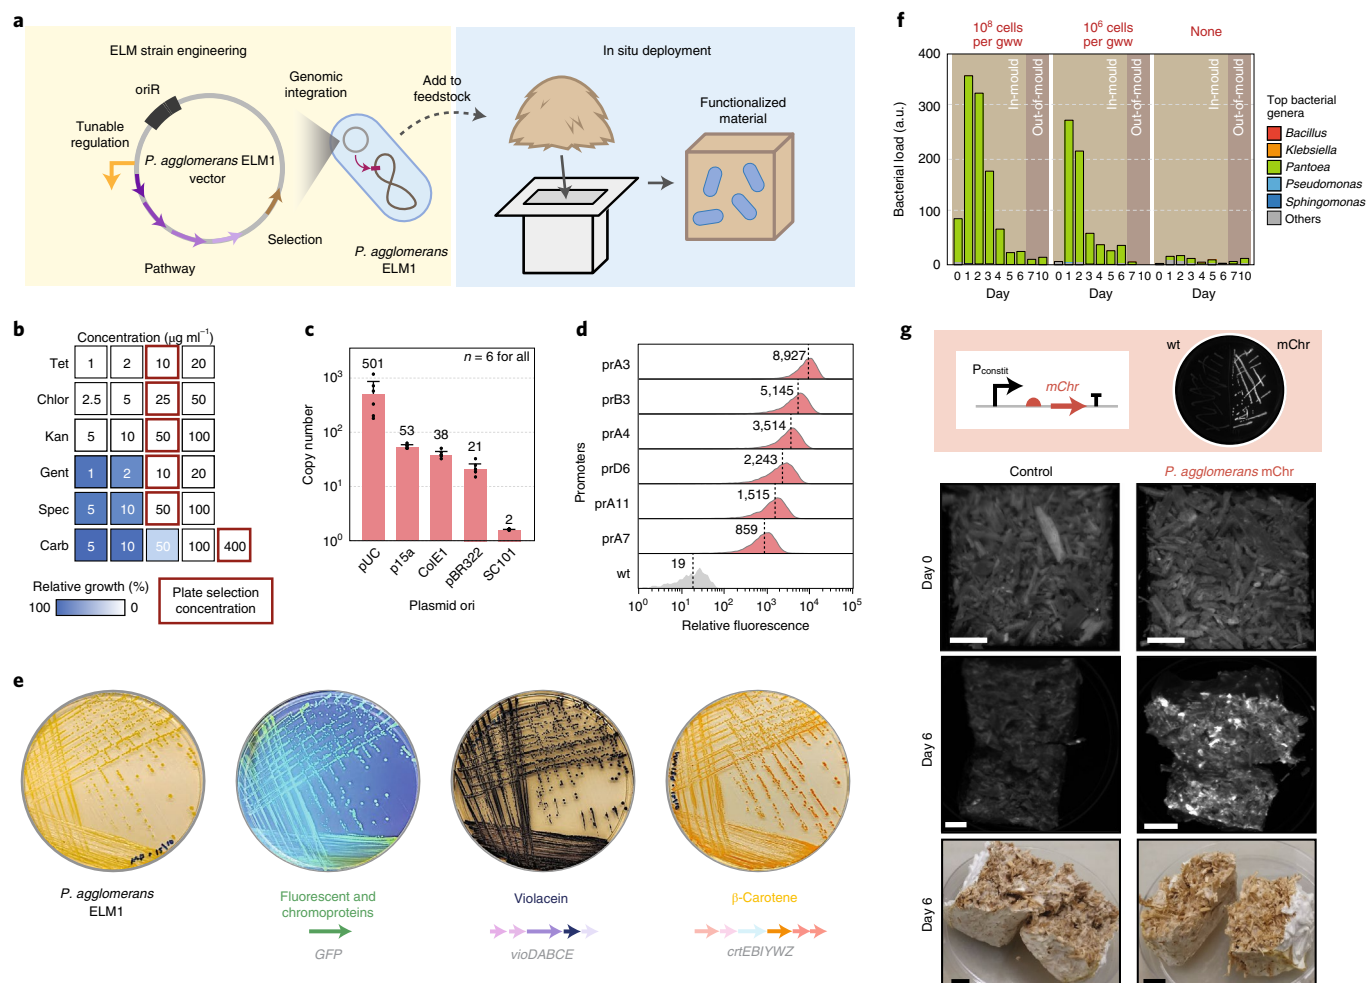 a
ELM strain engineering
oriR
Tunable
regulation
P. agglomerans ELM1
vector
Selection
Pathway
Genomic
integration
P. agglomerans
ELM1
Add to
feedstock
In situ deployment
Functionalized
material
b
Concentration (μg ml⁻¹)
Tet 1 2 10 20
Chlor 2.5 5 25 50
Kan 5 10 50 100
Gent 1 2 10 20
Spec 5 10 50 100
Carb 5 10 50 100 400
Relative growth (%)
100 0
Plate selection
concentration
c
n = 6 for all
Copy number
10³
10²
10¹
10⁰
501
53
38
21
2
pUC
p15a
ColE1
pBR322
SC101
Plasmid ori
d
Promoters
prA3 8,927
prB3 5,145
prA4 3,514
prD6 2,243
prA11 1,515
prA7 859
wt 19
10⁰ 10¹ 10² 10³ 10⁴ 10⁵
Relative fluorescence
e
P. agglomerans
ELM1
Fluorescent and
chromoproteins
GFP
Violacein
vioDABCE
β-Carotene
crtEBIYWZ
f
10⁸ cells
per gww
10⁶ cells
per gww
None
Bacterial load (a.u.)
400
300
200
100
0
In-mould
Out-of-mould
In-mould
Out-of-mould
In-mould
Out-of-mould
0 1 2 3 4 5 6 7 10
0 1 2 3 4 5 6 7 10
0 1 2 3 4 5 6 7 10
Day
Day
Day
Top bacterial
genera
Bacillus
Klebsiella
Pantoea
Pseudomonas
Sphingomonas
Others
g
Pconstit
mChr
wt
mChr
Control
P. agglomerans mChr
Day 0
Day 6
Day 6